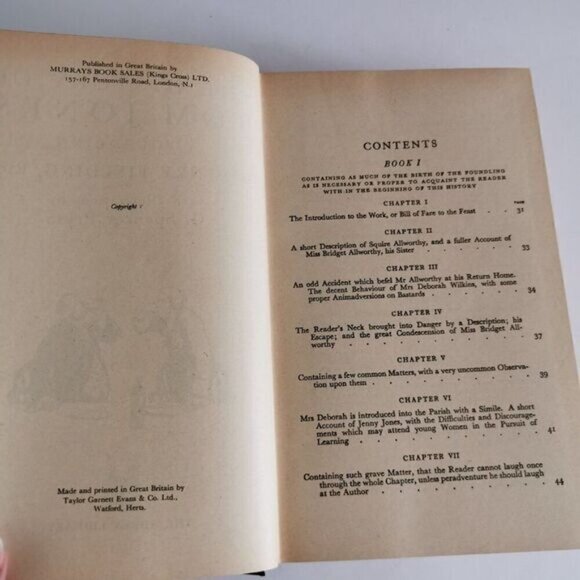 Published in Great Britain by
MURRAYS BOOK SALES (Kings Cross) LTD.
157-167 Pentonville Road, London, N.1
Copyright
Made and printed in Great Britain by
Taylor Garnett Evans & Co. Ltd.,
Watford, Herts.
CONTENTS
BOOK I
CONTAINING AS MUCH OF THE BIRTH OF THE FOUNDLING
AS IS NECESSARY OR PROPER TO ACQUAINT THE READER
WITH IN THE BEGINNING OF THIS HISTORY
CHAPTER I PAGE
The Introduction to the Work, or Bill of Fare to the Feast . . 31
CHAPTER II
A short Description of Squire Allworthy, and a fuller Account of
Miss Bridget Allworthy, his Sister . . . . . . 33
CHAPTER III
An odd Accident which befel Mr Allworthy at his Return Home.
The decent Behaviour of Mrs Deborah Wilkins, with some
proper Animadversions on Bastards . . . . . 34
CHAPTER IV
The Reader's Neck brought into Danger by a Description; his
Escape; and the great Condescension of Miss Bridget All-
worthy . . . . . . . . . 37
CHAPTER V
Containing a few common Matters, with a very uncommon Observa-
tion upon them . . . . . . . . 39
CHAPTER VI
Mrs Deborah is introduced into the Parish with a Simile. A short
Account of Jenny Jones, with the Difficulties and Discourage-
ments which may attend young Women in the Pursuit of
Learning . . . . . . . . . 41
CHAPTER VII
Containing such grave Matter, that the Reader cannot laugh once
through the whole Chapter, unless peradventure he should laugh
at the Author . . . . . . . . 44